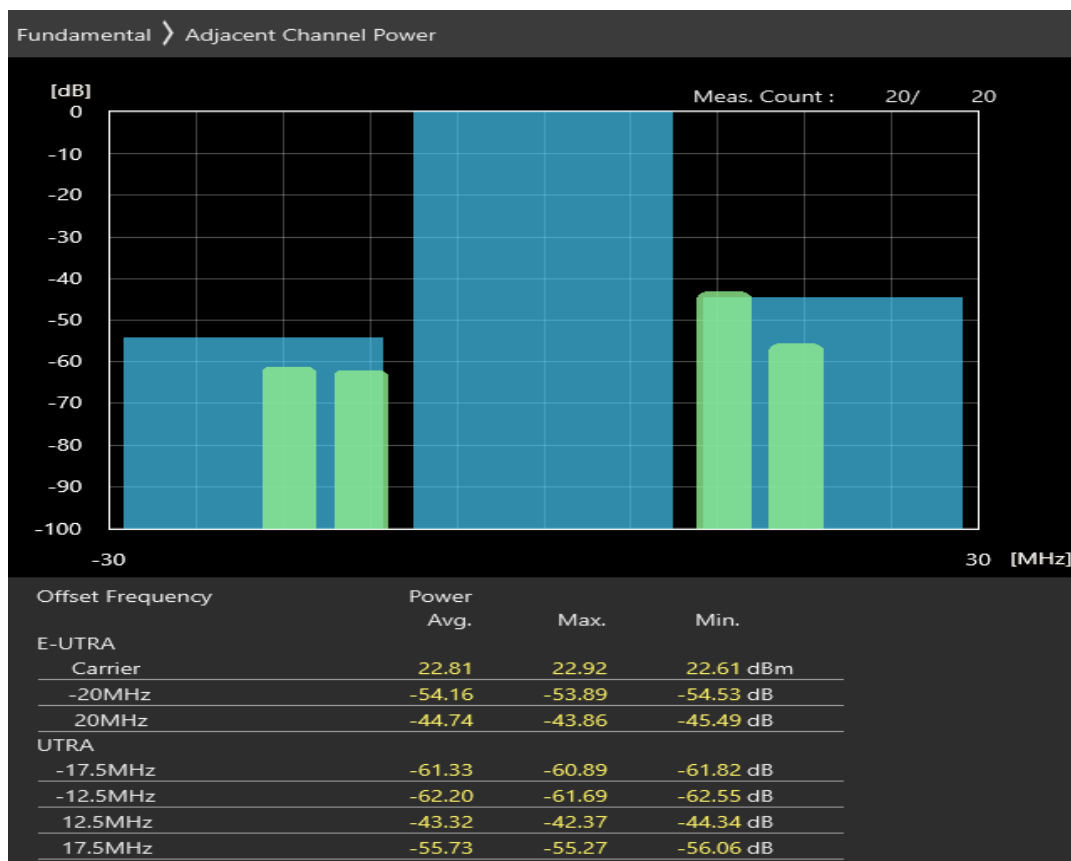 Fundamental 〉 Adjacent Channel Power
[dB]
Meas. Count : 20/ 20
0
-10
-20
-30
-40
-50
-60
-70
-80
-90
-100
-30 30 [MHz]
Offset Frequency Power
Avg. Max. Min.
E-UTRA
Carrier 22.81 22.92 22.61 dBm
-20MHz -54.16 -53.89 -54.53 dB
20MHz -44.74 -43.86 -45.49 dB
UTRA
-17.5MHz -61.33 -60.89 -61.82 dB
-12.5MHz -62.20 -61.69 -62.55 dB
12.5MHz -43.32 -42.37 -44.34 dB
17.5MHz -55.73 -55.27 -56.06 dB